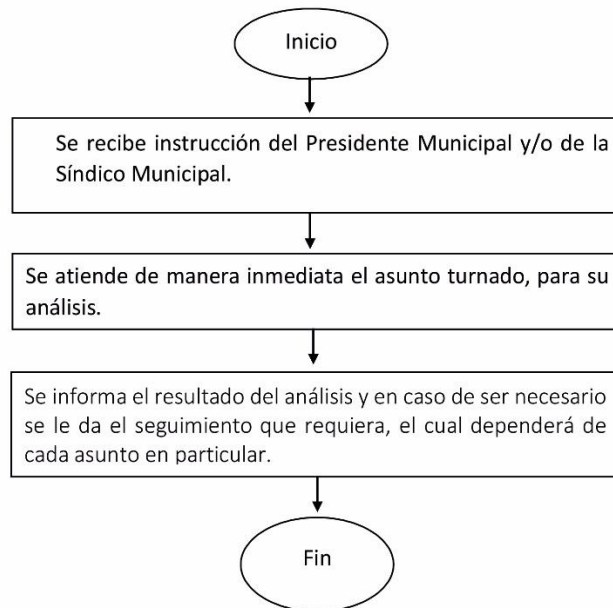 Inicio
Se recibe instrucción del Presidente Municipal y/o de la
Síndico Municipal.
Se atiende de manera inmediata el asunto turnado, para su
análisis.
Se informa el resultado del análisis y en caso de ser necesario
se le da el seguimiento que requiera, el cual dependerá de
cada asunto en particular.
Fin